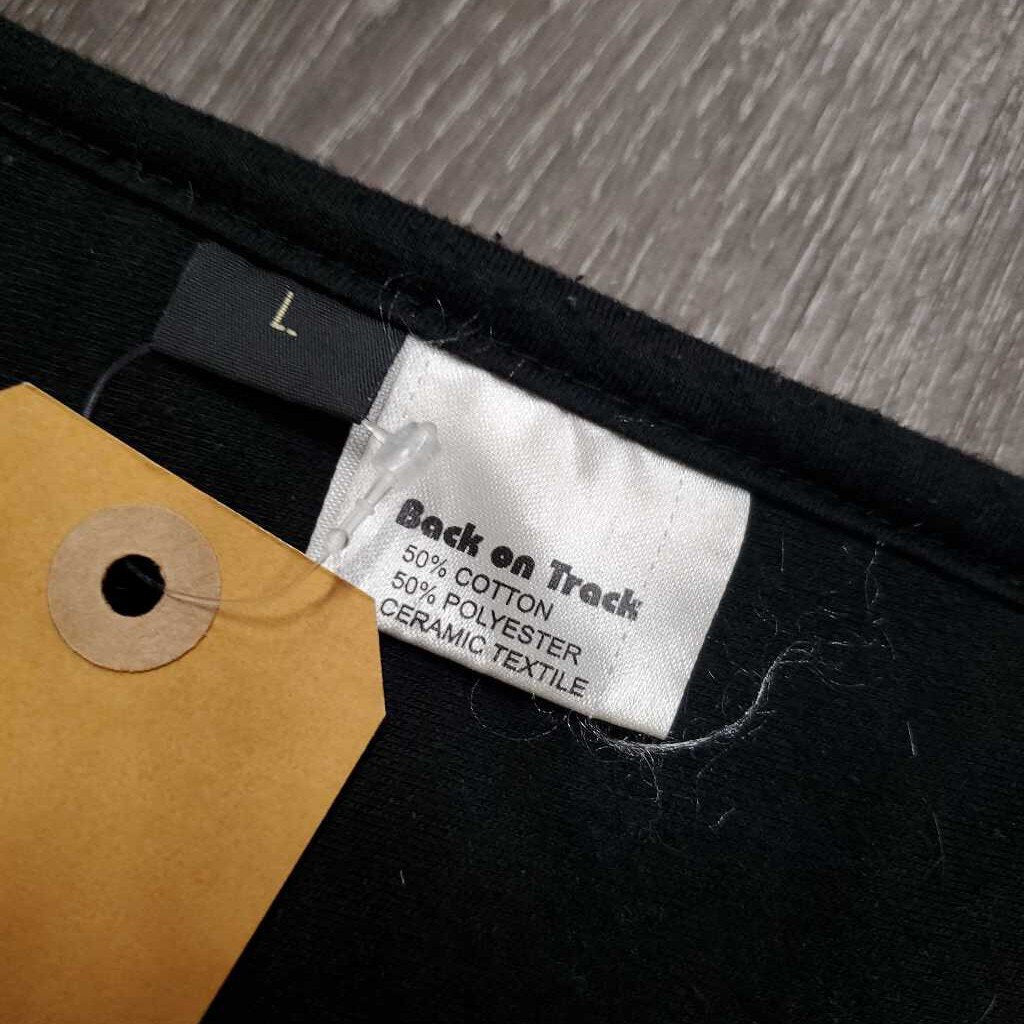 L
Back on Track
50% COTTON
50% POLYESTER
CERAMIC TEXTILE